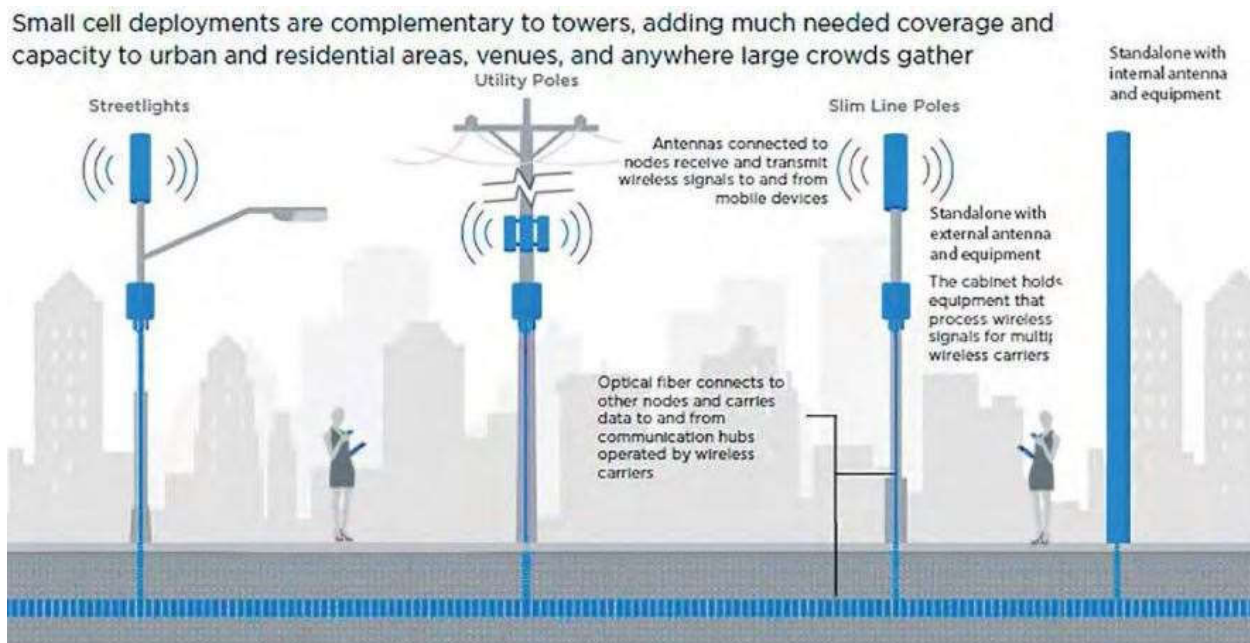 Small cell deployments are complementary to towers, adding much needed coverage and
capacity to urban and residential areas, venues, and anywhere large crowds gather
Streetlights
Utility Poles
Slim Line Poles
Standalone with
internal antenna
and equipment
Antennas connected to
nodes receive and transmit
wireless signals to and from
mobile devices
Standalone with
external antenna
and equipment
The cabinet holds
equipment that
process wireless
signals for
wireless carriers
Optical fiber connects to
other nodes and carries
data to and from
communication hubs
operated by wireless
carriers